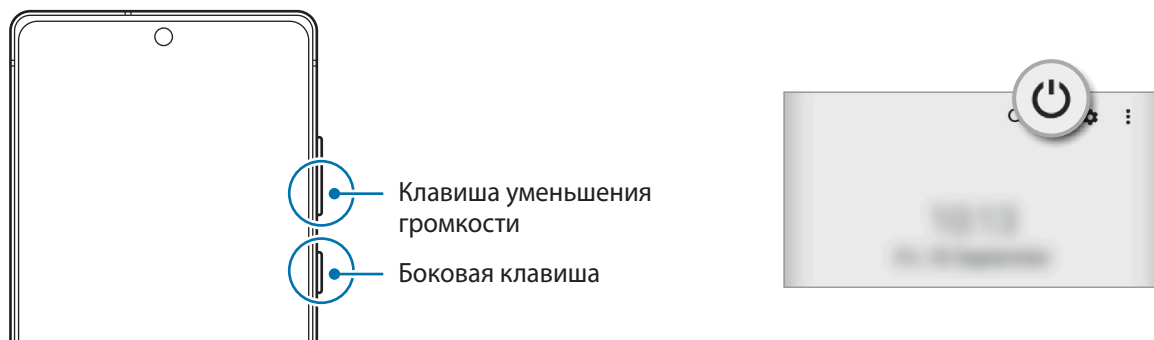 Клавиша уменьшения
громкости
Боковая клавиша